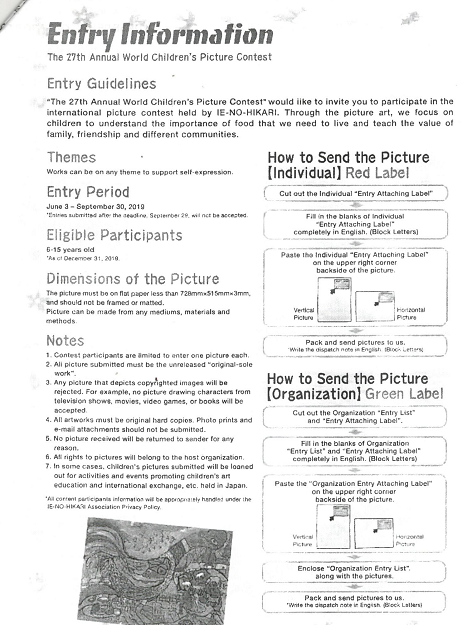 Entry Information
The 27th Annual World Children's Picture Contest
Entry Guidelines
"The 27th Annual World Children's Picture Contest" would like to invite you to participate in the
international picture contest held by IE-NO-HIKARI. Through the picture art, we focus on
children to understand the importance of food that we need to live and teach the value of
family, friendship and different communities.
Themes
Works can be on any theme to support self-expression.
Entry Period
June 3 – September 30, 2019
*Entries submitted after the deadline, September 29, will not be accepted.
Eligible Participants
6-15 years old
*As of December 31, 2019.
Dimensions of the Picture
The picture must be on flat paper less than 728mm×515mm×3mm,
and should not be framed or matted.
Picture can be made from any mediums, materials and
methods.
Notes
1. Contest participants are limited to enter one picture each.
2. All picture submitted must be the unreleased "original-sole
work".
3. Any picture that depicts copyrighted images will be
rejected. For example, no picture drawing characters from
television shows, movies, video games, or books will be
accepted.
4. All artworks must be original hard copies. Photo prints and
e-mail attachments should not be submitted.
5. No picture received will be returned to sender for any
reason.
6. All rights to pictures will belong to the host organization.
7. In some cases, children's pictures submitted will be loaned
out for activities and events promoting children's art
education and international exchange, etc. held in Japan.
*All current participants information will be appropriately handled under the
IE-NO-HIKARI Association Privacy Policy.
How to Send the Picture
[Individual] Red Label
Cut out the Individual "Entry Attaching Label"
Fill in the blanks of Individual
"Entry Attaching Label"
completely in English. (Block Letters)
Paste the Individual "Entry Attaching Label"
on the upper right corner
backside of the picture.
Vertical
Picture
Horizontal
Picture
Pack and send pictures to us.
*Write the dispatch note in English. (Block Letters)
How to Send the Picture
[Organization] Green Label
Cut out the Organization "Entry List"
and "Entry Attaching Label".
Fill in the blanks of Organization
"Entry List" and "Entry Attaching Label"
completely in English. (Block Letters)
Paste the "Organization Entry Attaching Label"
on the upper right corner
backside of the picture.
Vertical
Picture
Horizontal
Picture
Enclose "Organization Entry List".
along with the pictures.
Pack and send pictures to us.
*Write the dispatch note in English. (Block Letters)